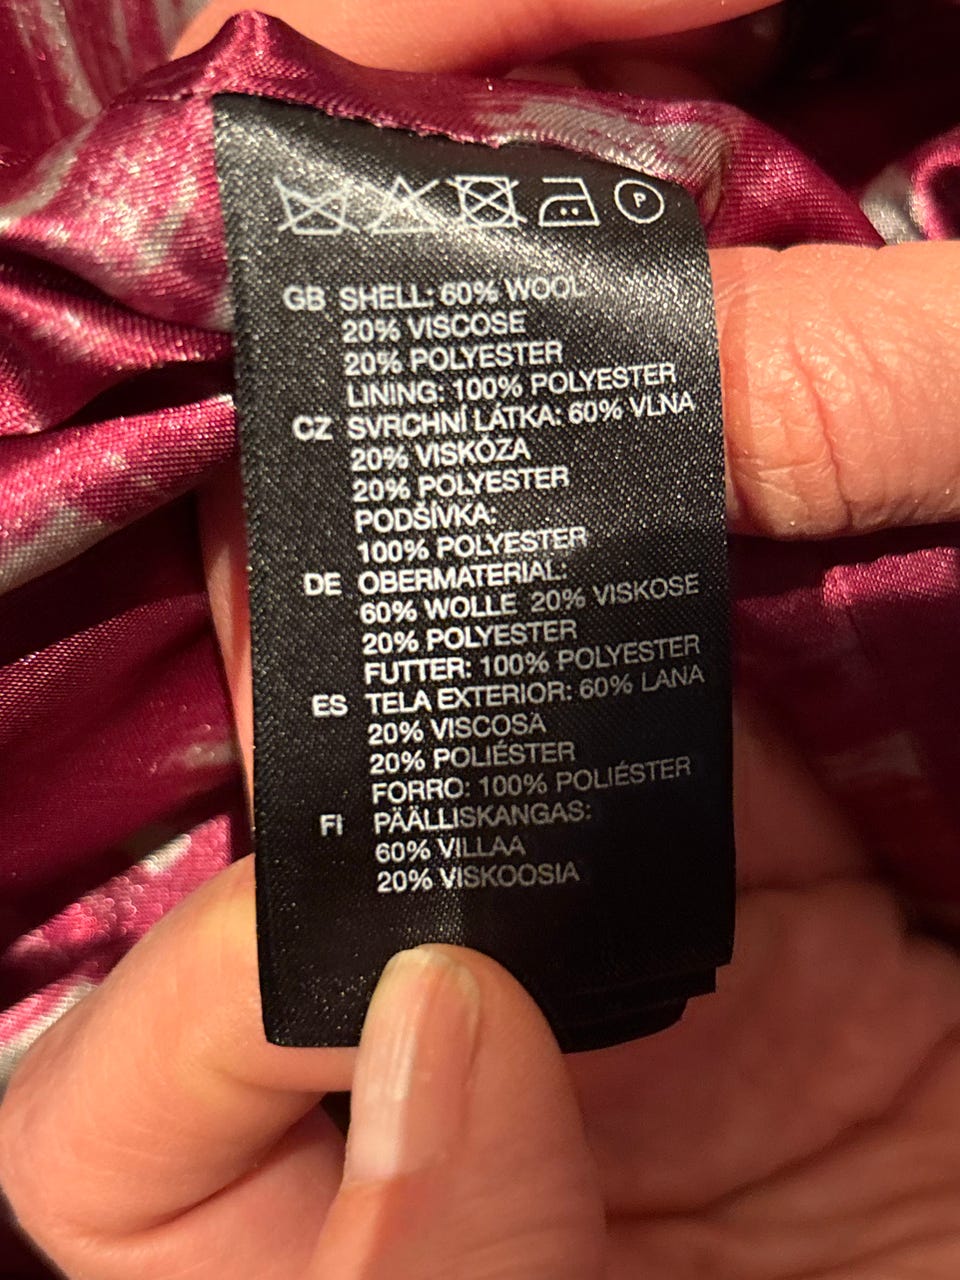 P
GB SHELL: 60% WOOL
20% VISCOSE
20% POLYESTER
LINING: 100% POLYESTER
CZ SVRCHNÍ LÁTKA: 60% VLNA
20% VISKÓZA
20% POLYESTER
PODŠÍVKA:
100% POLYESTER
DE OBERMATERIAL:
60% WOLLE 20% VISKOSE
20% POLYESTER
FUTTER: 100% POLYESTER
ES TELA EXTERIOR: 60% LANA
20% VISCOSA
20% POLIÉSTER
FORRO: 100% POLIÉSTER
FI PÄÄLLISKANGAS:
60% VILLAA
20% VISKOOSIA